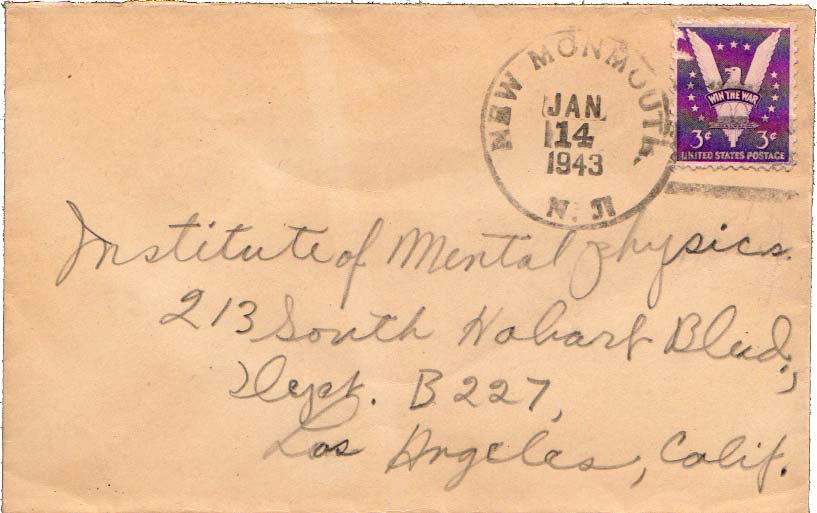 NEW MONMOUTH.
JAN
14
1943
N. J.
WIN THE WAR
3¢ 3¢
UNITED STATES POSTAGE
Institute of Mental physics
213 South Hobart Blvd.,
Dept. B227,
Los Angeles, Calif.